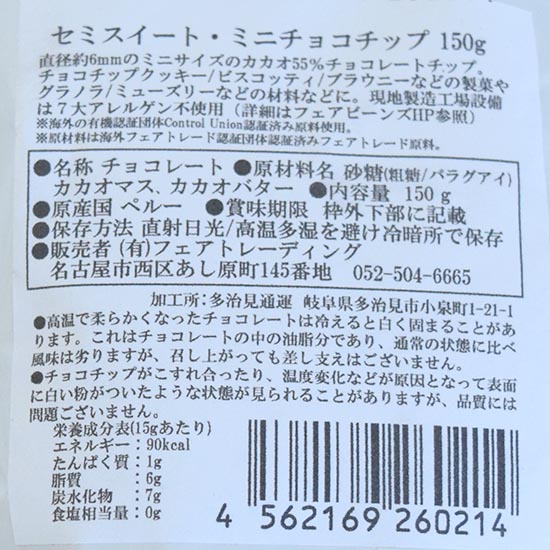 セミスイート・ミニチョコチップ 150g
直径約6mmのミニサイズのカカオ55%チョコレートチップ。
チョコチップクッキー/ビスコッティ/ブラウニーなどの製菓や
グラノラ/ミューズリーなどの材料などに。現地製造工場設備
は７大アレルゲン不使用（詳細はフェアビーンズHP参照）
※海外の有機認証団体Control Union認証済み原料使用。
※原材料は海外フェアトレード認証団体認証済みフェアトレード原料。
●名称 チョコレート ●原材料名 砂糖(粗糖/パラグアイ)
カカオマス、カカオバター ●内容量 150ｇ
●原産国 ペルー ●賞味期限 枠外下部に記載
●保存方法 直射日光/高温多湿を避け冷暗所で保存
●販売者 (有)フェアトレーディング
名古屋市西区あし原町145番地 052-504-6665
加工所:多治見通運 岐阜県多治見市小泉町1-21-1
●高温で柔らかくなったチョコレートは冷えると白く固まることがあ
ります。これはチョコレートの中の油脂分であり、通常の状態に比べ
風味は劣りますが、召し上がっても差し支えはございません。
●チョコチップがこすれ合ったり、温度変化などが原因となって表面
に白い粉がついたような状態が見られることがありますが、品質には
問題ございません。
栄養成分表(15gあたり)
エネルギー：90kcal
たんぱく質：1g
脂質 ：6g
炭水化物 ：7g
食塩相当量：0g
4 562169 260214